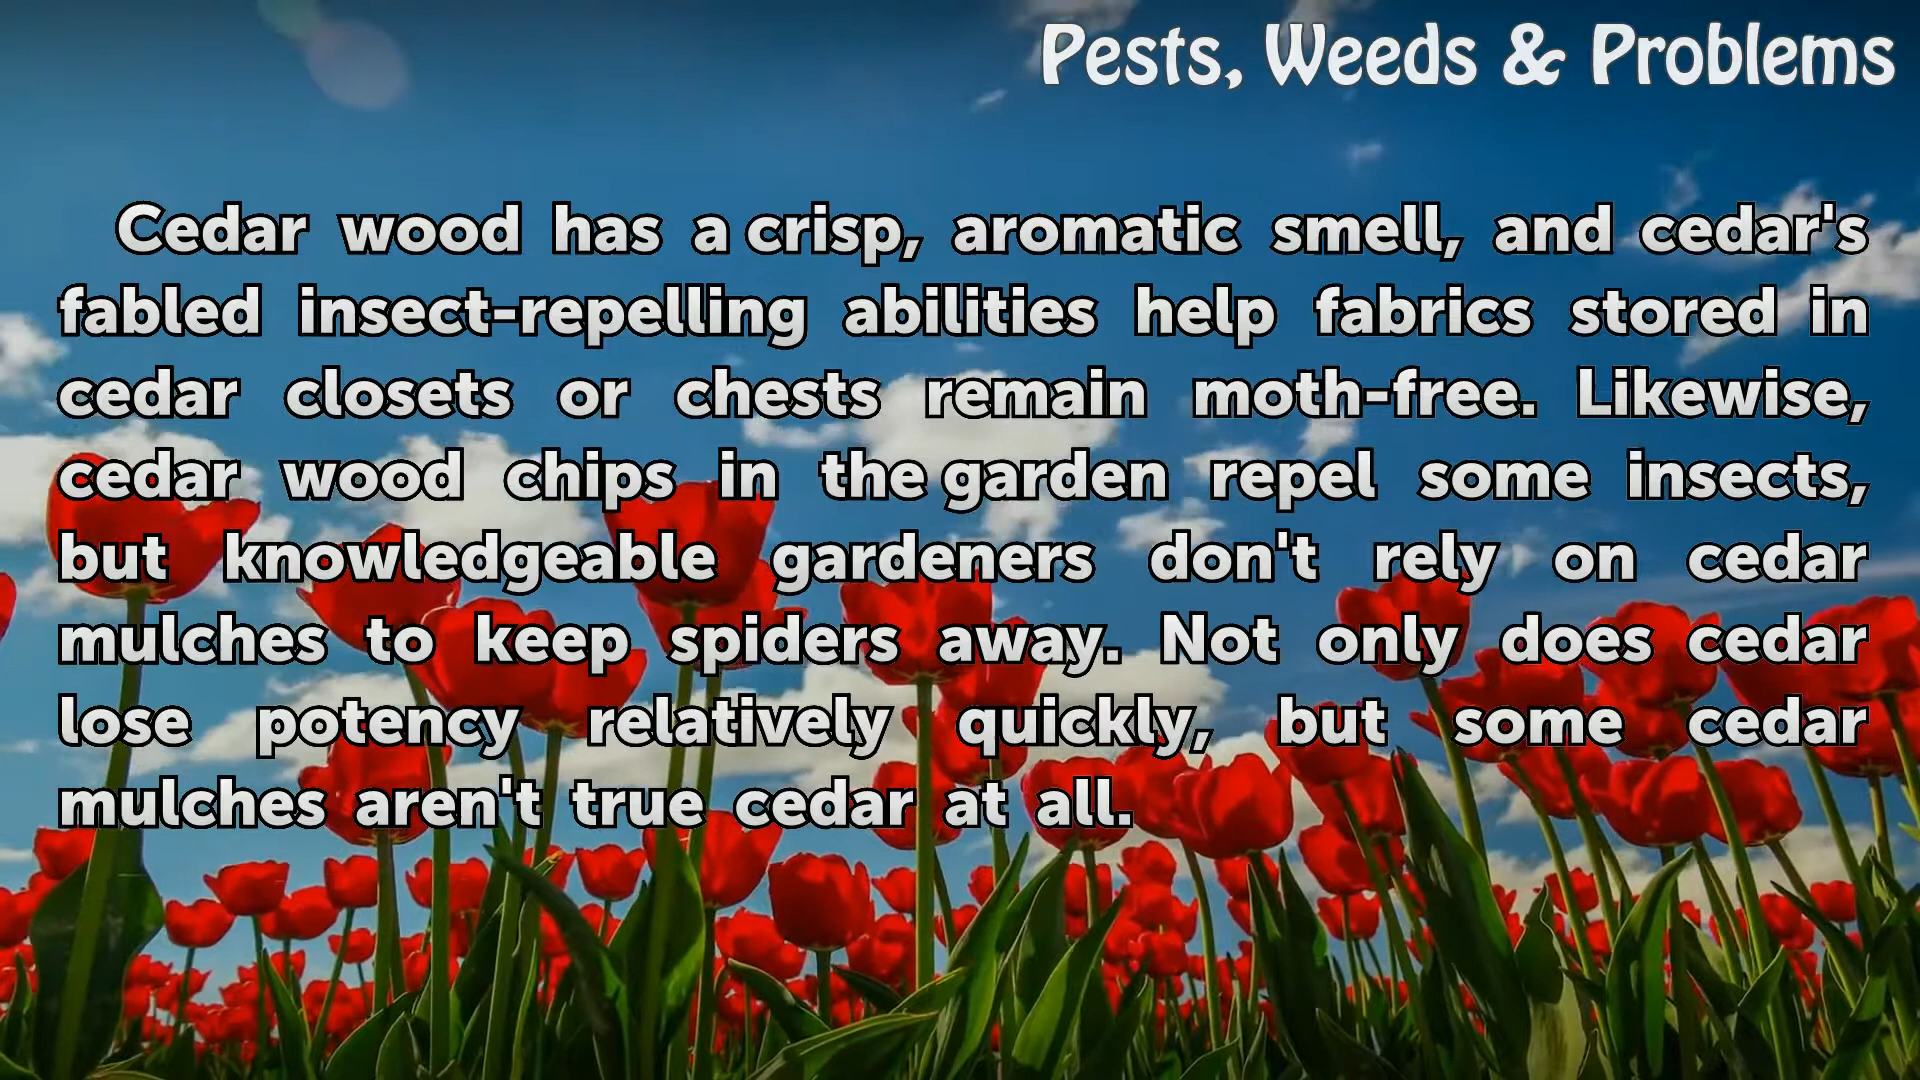 Pests, Weeds & Problems
Cedar wood has a crisp, aromatic smell, and cedar's
fabled insect-repelling abilities help fabrics stored in
cedar closets or chests remain moth-free. Likewise,
cedar wood chips in the garden repel some insects,
but knowledgeable gardeners don't rely on cedar
mulches to keep spiders away. Not only does cedar
lose potency relatively quickly, but some cedar
mulches aren't true cedar at all.